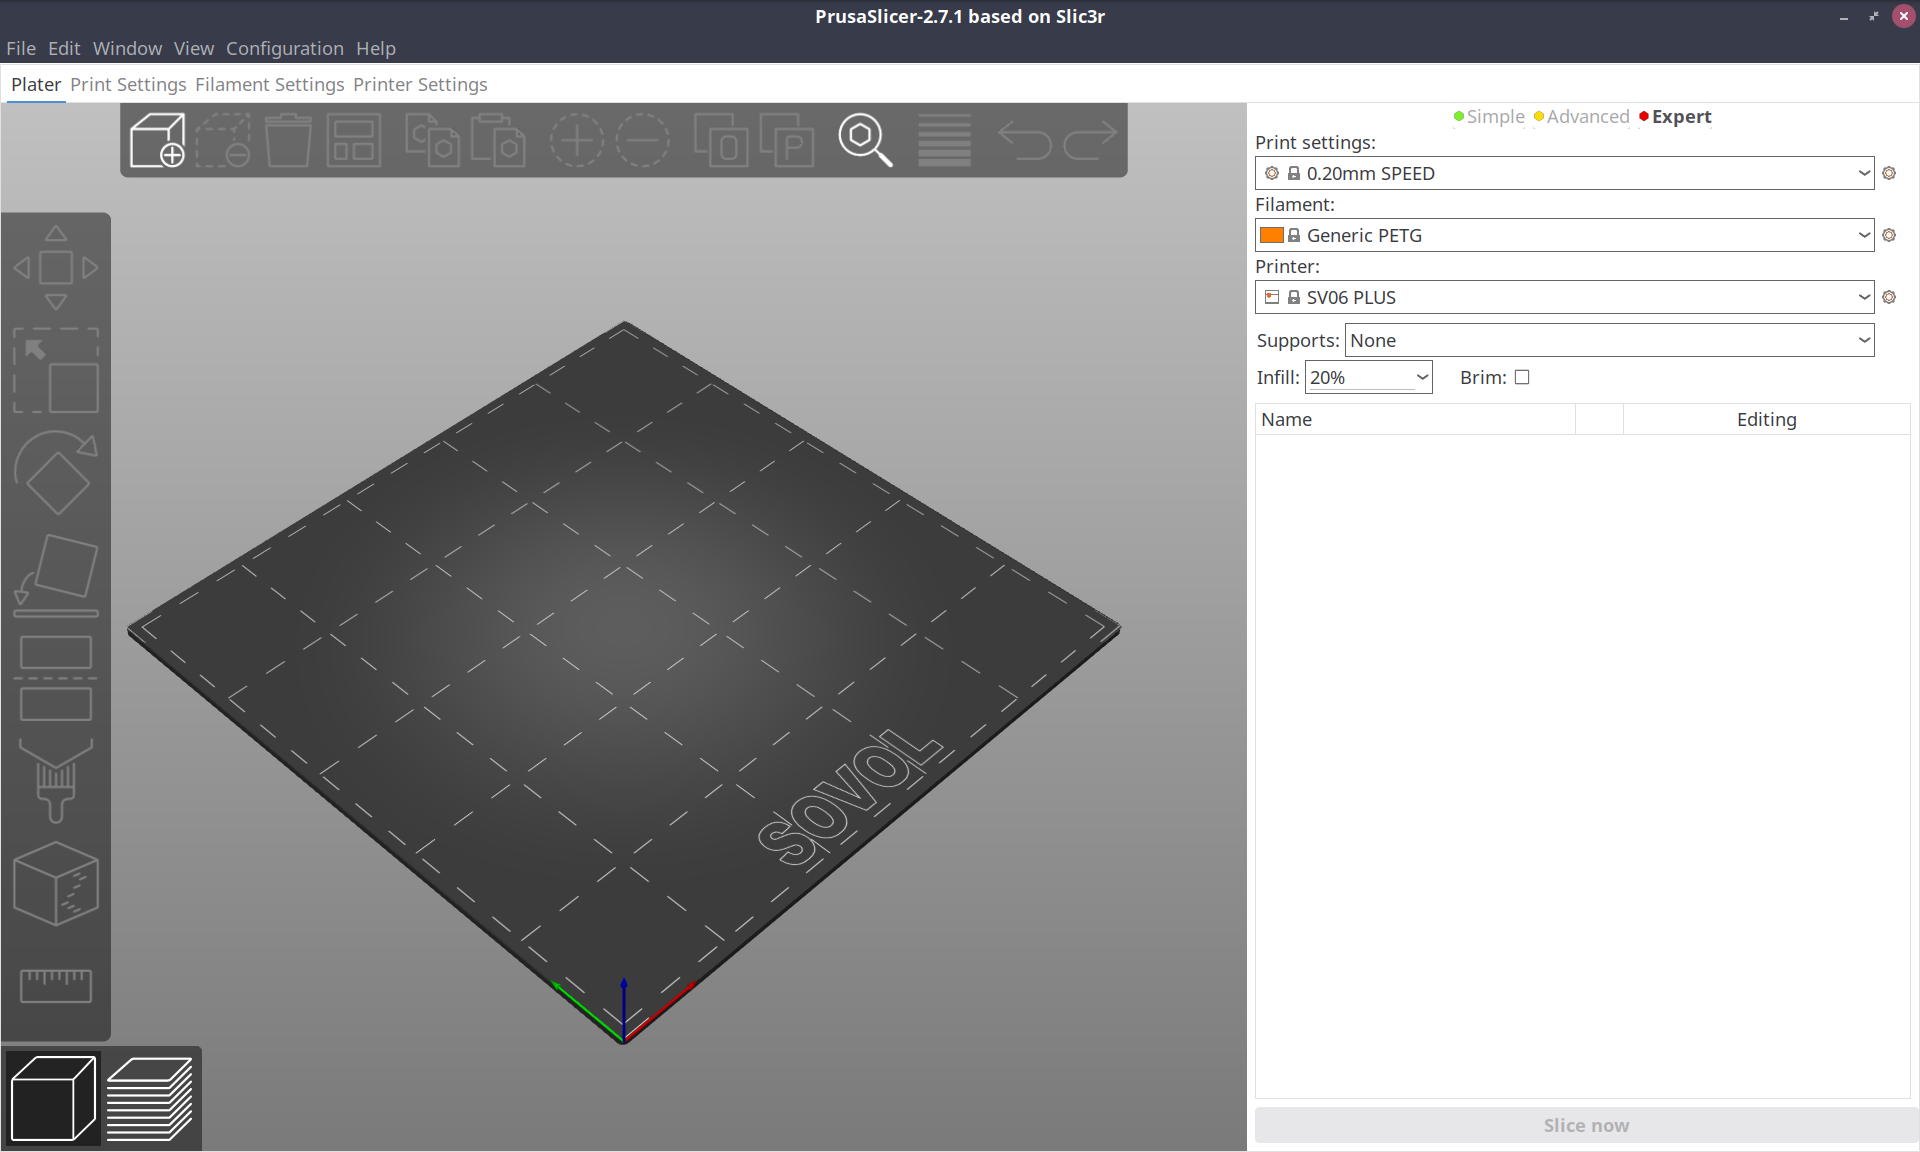 PrusaSlicer-2.7.1 based on Slic3r
File Edit Window View Configuration Help
Plater Print Settings Filament Settings Printer Settings
Simple Advanced Expert
Print settings:
0.20mm SPEED
Filament:
Generic PETG
Printer:
SV06 PLUS
Supports: None
Infill: 20% Brim:
Name Editing
SOVOL
Slice now